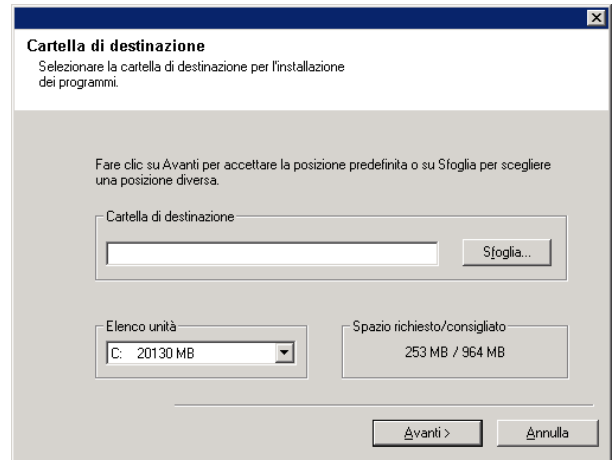 Cartella di destinazione
Selezionare la cartella di destinazione per l'installazione
dei programmi.
Fare clic su Avanti per accettare la posizione predefinita o su Sfoglia per scegliere
una posizione diversa.
Cartella di destinazione
Sfoglia...
Elenco unità
Spazio richiesto/consigliato
C: 20130 MB
253 MB / 964 MB
Avanti >
Annulla